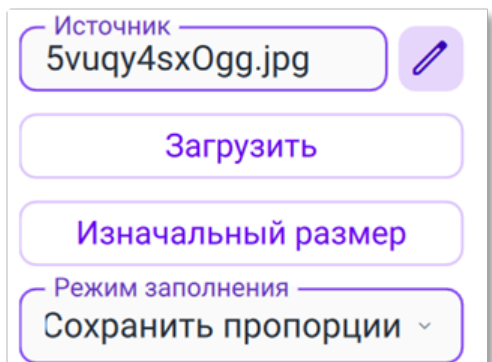 Источник
5vuqy4sxOgg.jpg
Загрузить
Изначальный размер
Режим заполнения
Сохранить пропорции